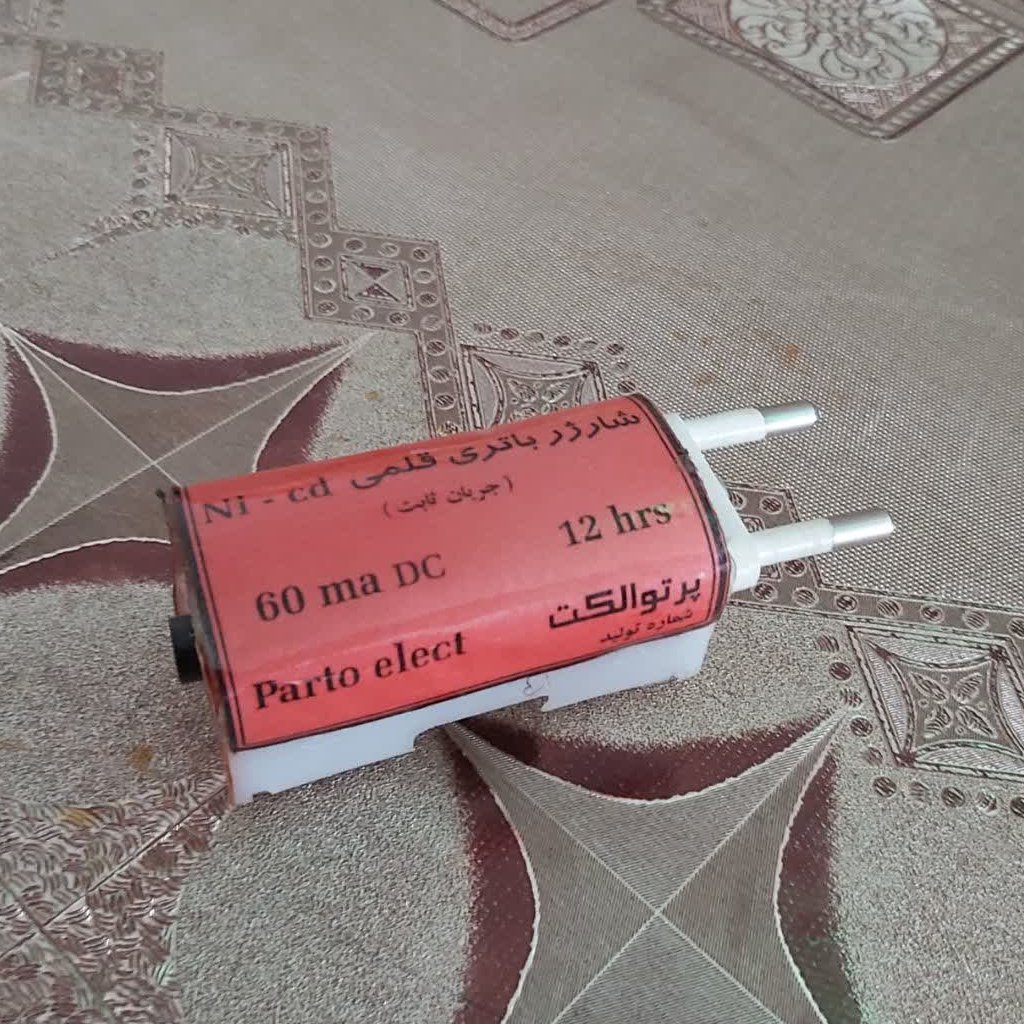 شارژر باتری قلمی Ni - cd
( جریان ثابت )
60 ma DC 12 hrs
پرتوالکت
شماره تولید
Parto elect